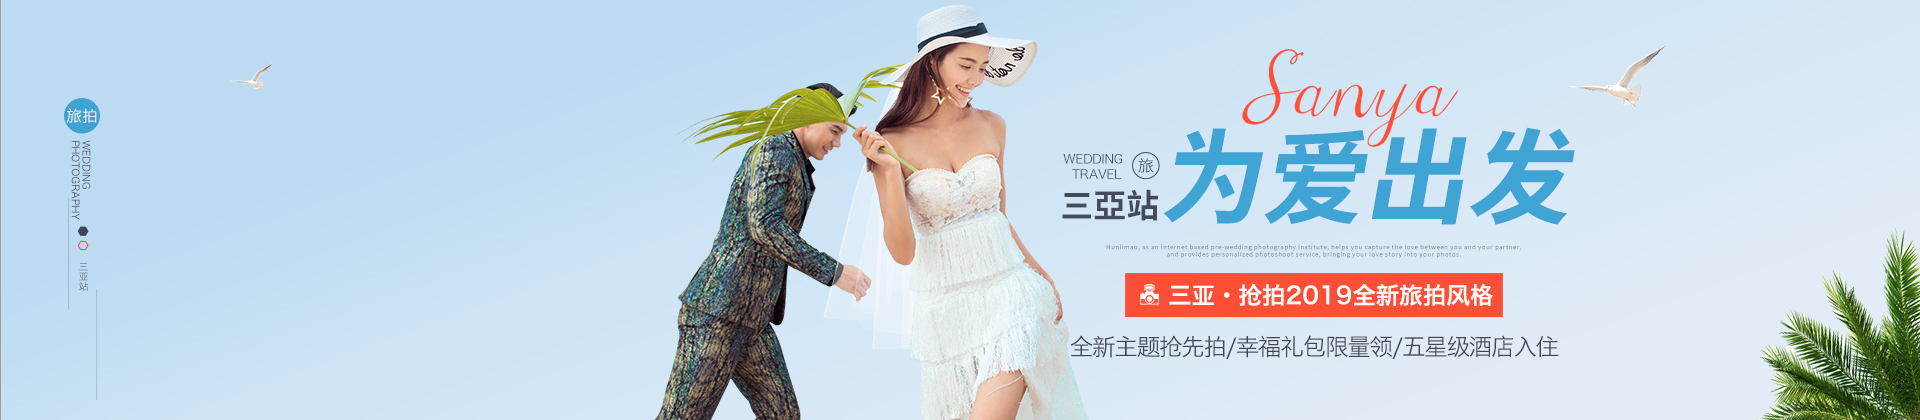 旅拍
WEDDING
PHOTOGRAPHY
三亞站
Sanya
为爱出发
WEDDING
TRAVEL
旅
三亞站
Hunlimao, as an internet based pre-wedding photography institute, helps you capture the love between you and your partner,
and provides personalized photoshoot service, bringing your love story into your photos.
三亚·抢拍2019全新旅拍风格
全新主题抢先拍/幸福礼包限量领/五星级酒店入住